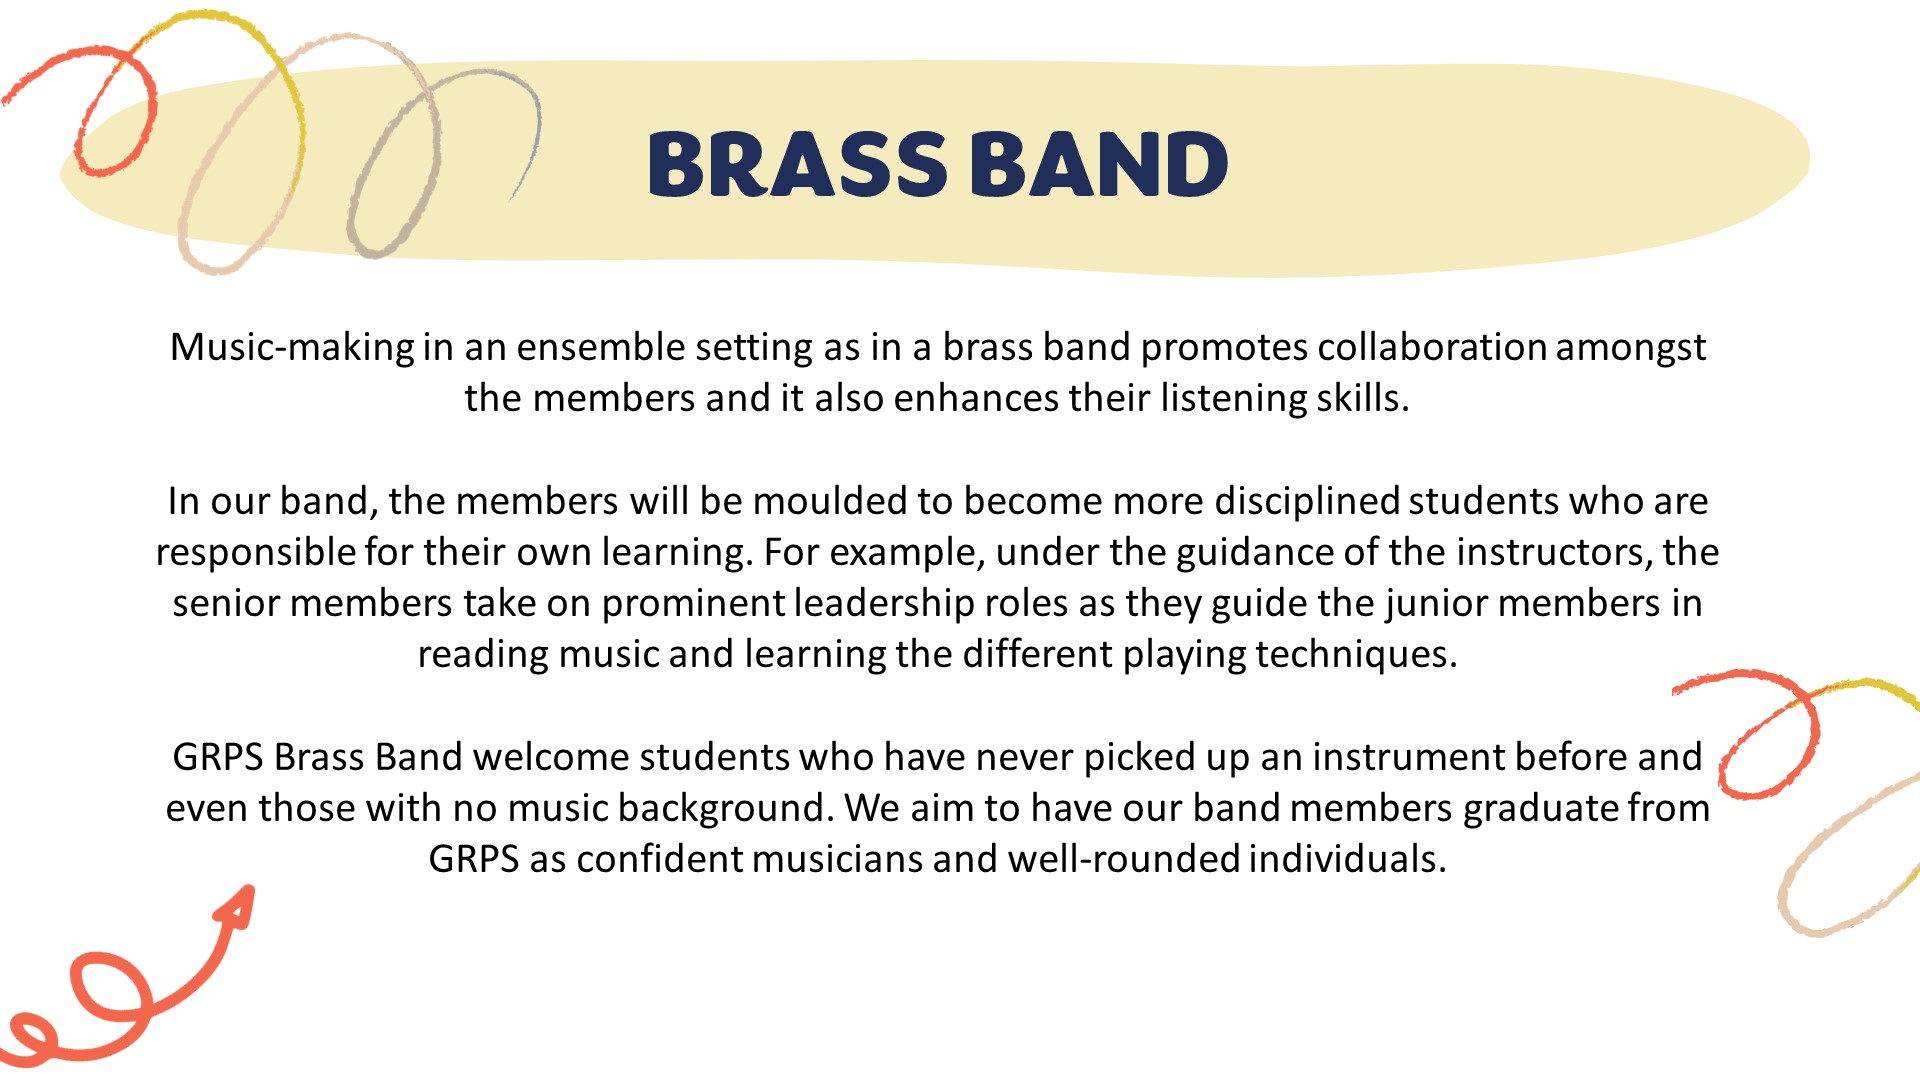 BRASS BAND
Music-making in an ensemble setting as in a brass band promotes collaboration amongst
the members and it also enhances their listening skills.
In our band, the members will be moulded to become more disciplined students who are
responsible for their own learning. For example, under the guidance of the instructors, the
senior members take on prominent leadership roles as they guide the junior members in
reading music and learning the different playing techniques.
GRPS Brass Band welcome students who have never picked up an instrument before and
even those with no music background. We aim to have our band members graduate from
GRPS as confident musicians and well-rounded individuals.